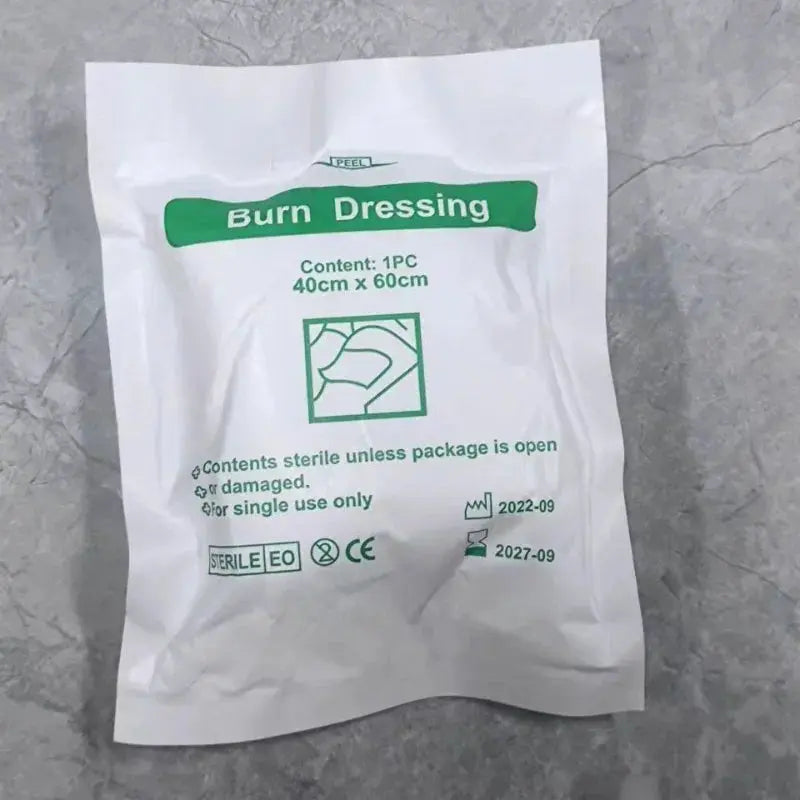 PEEL
Burn Dressing
Content: 1PC
40cm x 60cm
Contents sterile unless package is open
or damaged.
For single use only
2022-09
STERILE EO 2 CE
2027-09